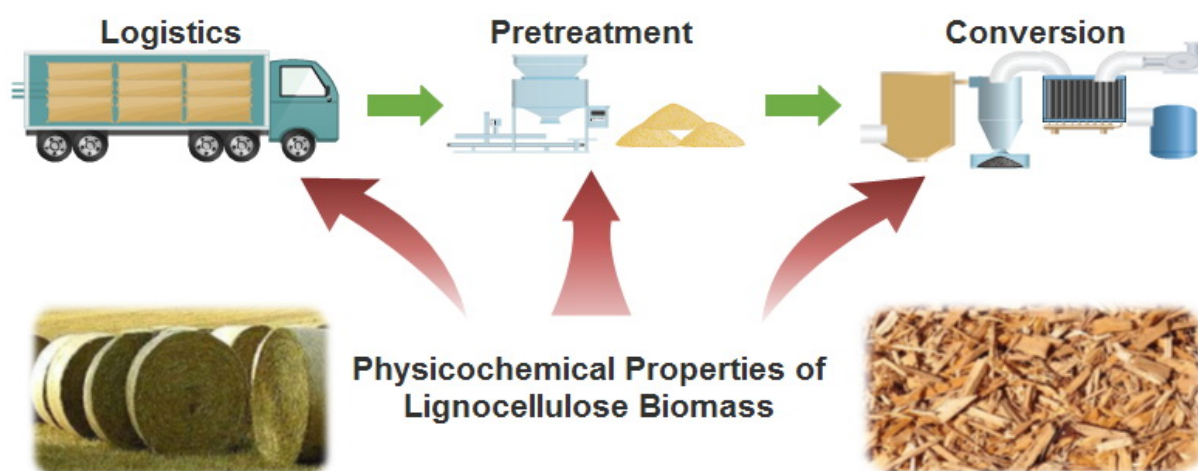 Logistics
Pretreatment
Conversion
Physicochemical Properties of
Lignocellulose Biomass